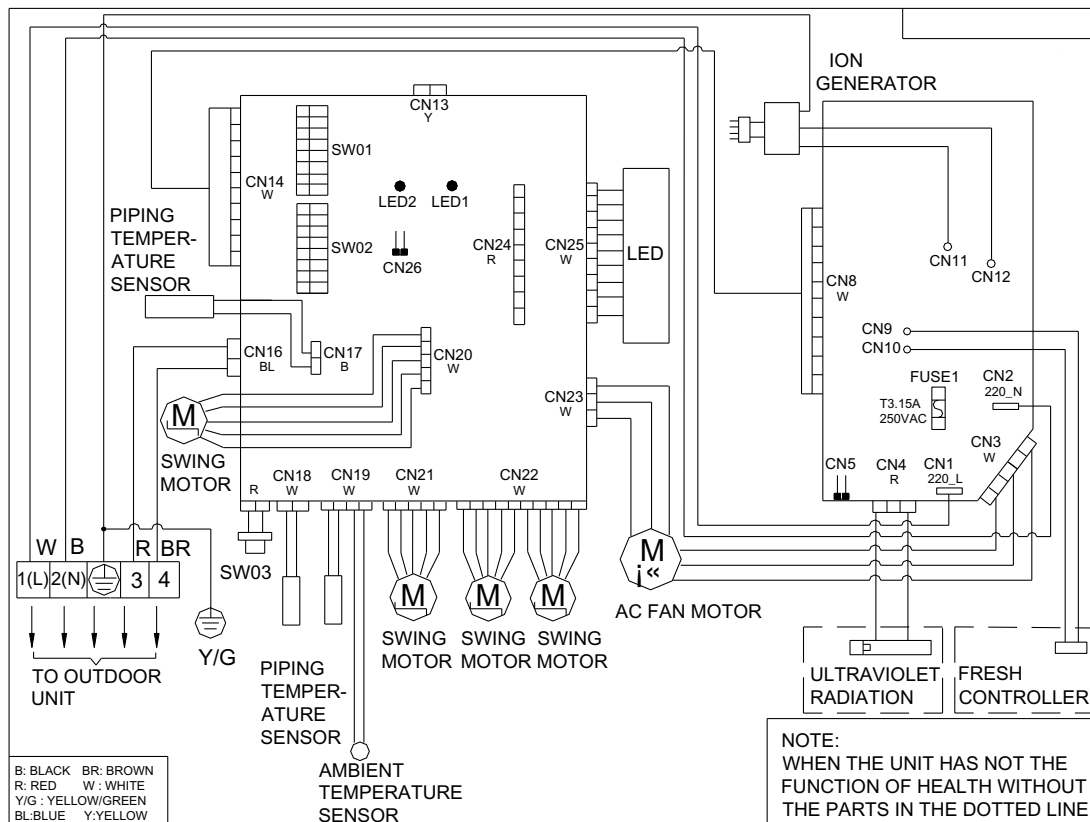 ION
GENERATOR
CN13
Y
SW01
CN14
W
LED2
LED1
PIPING
TEMPER-
ATURE
SENSOR
SW02
CN26
CN24
R
CN25
W
LED
CN11
CN12
CN8
W
CN9
CN10
CN16
BL
CN17
B
CN20
W
FUSE1
T3.15A
250VAC
CN2
220_N
CN23
W
CN3
W
M
SWING
MOTOR
CN5
CN4
R
CN1
220_L
R
CN18
W
CN19
W
CN21
W
CN22
W
W B R BR
1(L) 2(N) 3 4
SW03
M
M
M
M
i«
AC FAN MOTOR
SWING
MOTOR
SWING
MOTOR
SWING
MOTOR
Y/G
TO OUTDOOR
UNIT
PIPING
TEMPER-
ATURE
SENSOR
ULTRAVIOLET
RADIATION
FRESH
CONTROLLER
AMBIENT
TEMPERATURE
SENSOR
B: BLACK BR: BROWN
R: RED W : WHITE
Y/G : YELLOW/GREEN
BL:BLUE Y:YELLOW
NOTE:
WHEN THE UNIT HAS NOT THE
FUNCTION OF HEALTH WITHOUT
THE PARTS IN THE DOTTED LINE